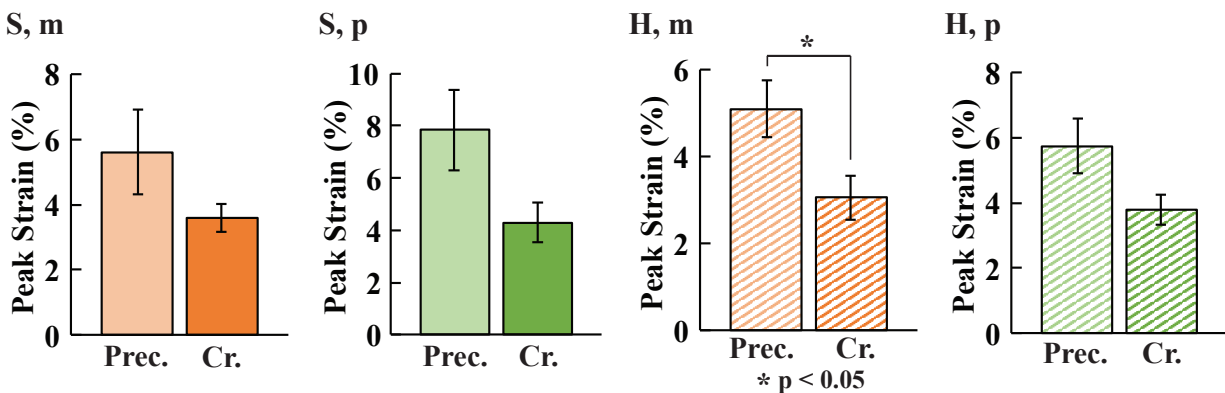 S, m
Peak Strain (%)
8
6
4
2
0
Prec. Cr.
S, p
Peak Strain (%)
10
8
6
4
2
0
Prec. Cr.
H, m
Peak Strain (%)
6
4
2
0
*
Prec. Cr.
* p < 0.05
H, p
Peak Strain (%)
8
6
4
2
0
Prec. Cr.